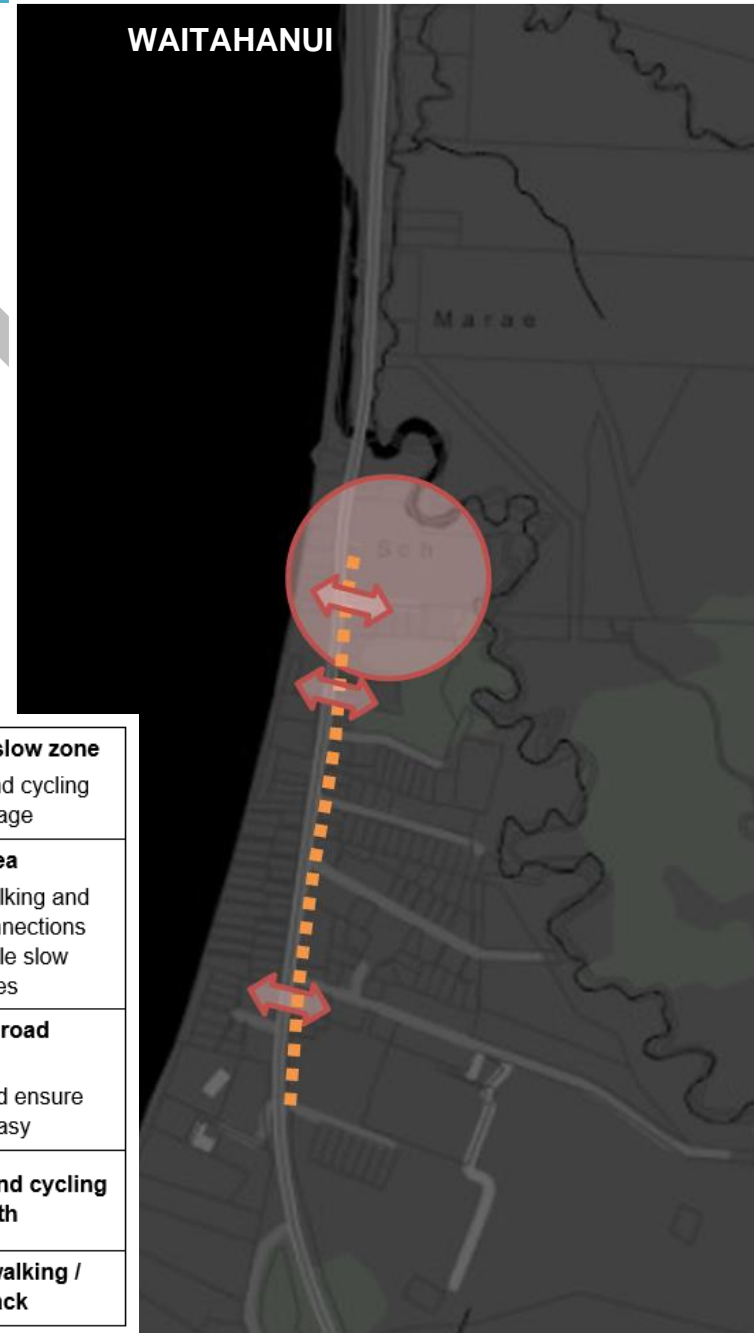 WAITAHANUI
Marae
Sch
slow zone
nd cycling
age
ea
lking and
nnections
le slow
es
road
d ensure
asy
nd cycling
th
valking /
ack